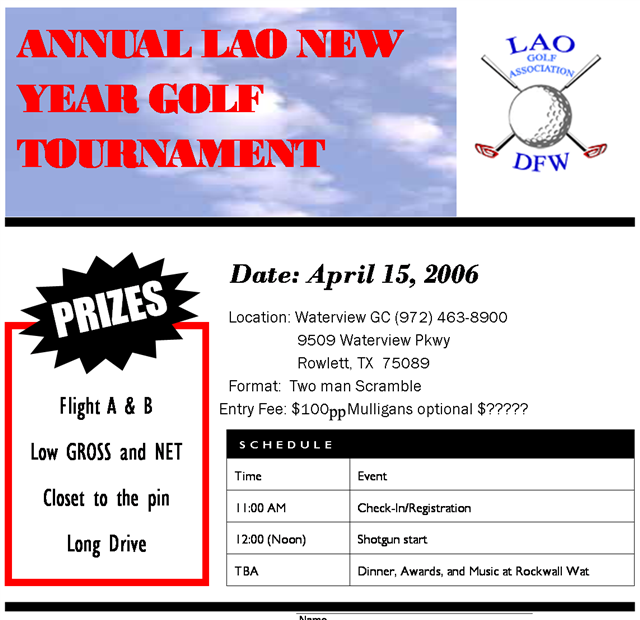 ANNUAL LAO NEW
YEAR GOLF
TOURNAMENT
LAO
GOLF
ASSOCIATION
DFW
PRIZES
Flight A & B
Low GROSS and NET
Closet to the pin
Long Drive
Date: April 15, 2006
Location: Waterview GC (972) 463-8900
9509 Waterview Pkwy
Rowlett, TX 75089
Format: Two man Scramble
Entry Fee: $100pp Mulligans optional $?????
SCHEDULE
Time Event
11:00 AM Check-In/Registration
12:00 (Noon) Shotgun start
TBA Dinner, Awards, and Music at Rockwall Wat
Name